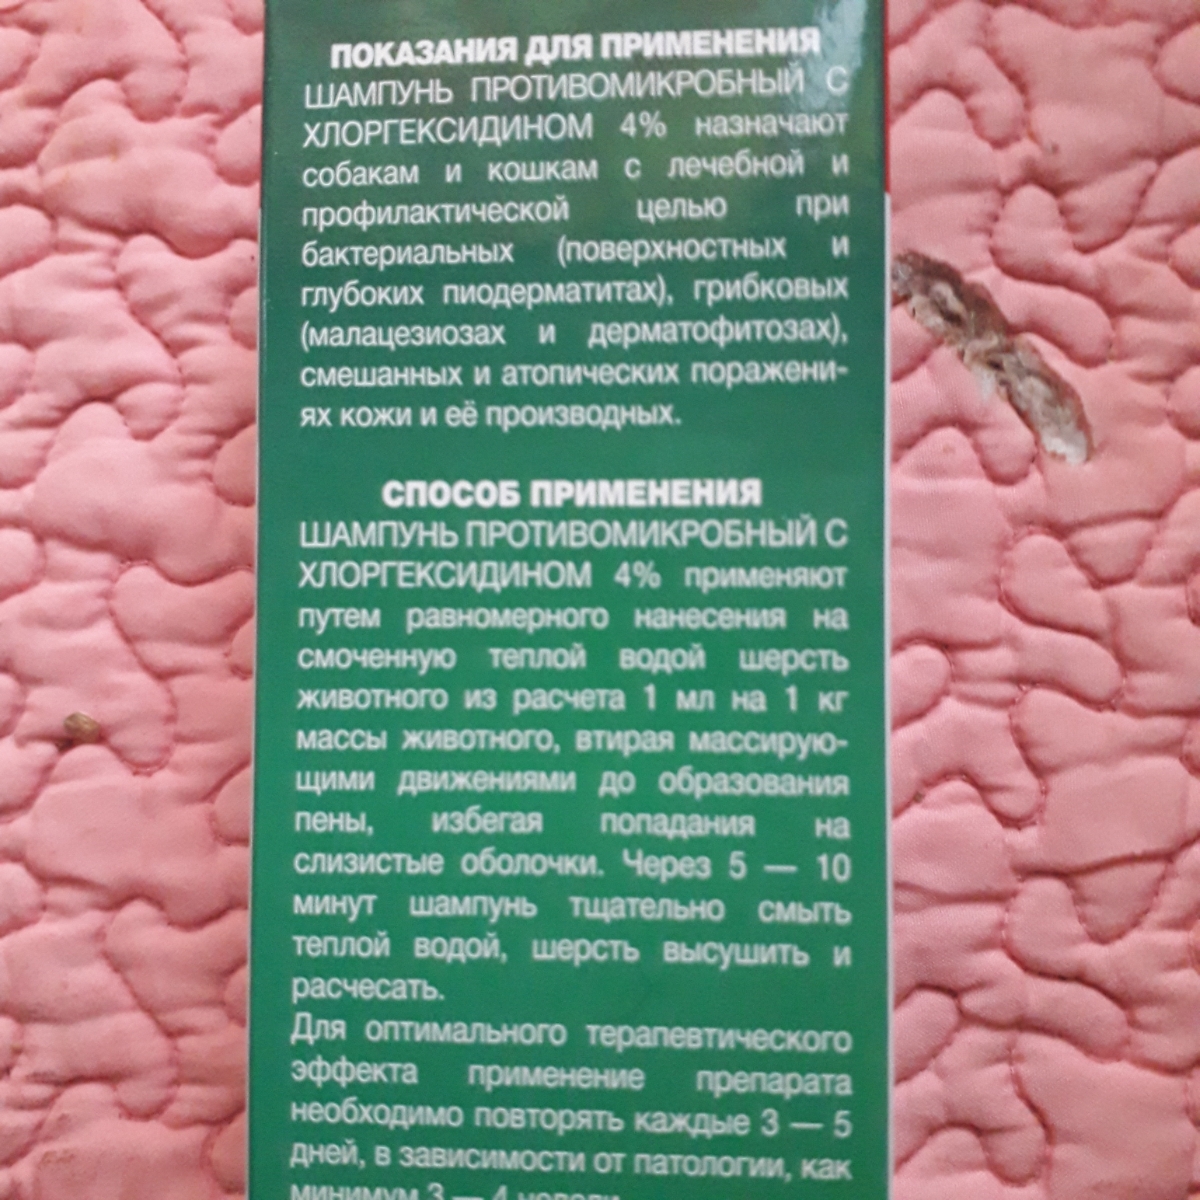 ПОКАЗАНИЯ ДЛЯ ПРИМЕНЕНИЯ
ШАМПУНЬ ПРОТИВОМИКРОБНЫЙ С
ХЛОРГЕКСИДИНОМ 4% назначают
собакам и кошкам с лечебной и
профилактической целью при
бактериальных (поверхностных и
глубоких пиодерматитах), грибковых
(малацезиозах и дерматофитозах),
смешанных и атопических поражени-
ях кожи и её производных.
СПОСОБ ПРИМЕНЕНИЯ
ШАМПУНЬ ПРОТИВОМИКРОБНЫЙ С
ХЛОРГЕКСИДИНОМ 4% применяют
путем равномерного нанесения на
смоченную теплой водой шерсть
животного из расчета 1 мл на 1 кг
массы животного, втирая массирую-
щими движениями до образования
пены, избегая попадания на
слизистые оболочки. Через 5 — 10
минут шампунь тщательно смыть
теплой водой, шерсть высушить и
расчесать.
Для оптимального терапевтического
эффекта применение препарата
необходимо повторять каждые 3 — 5
дней, в зависимости от патологии, как
минимум 3 — 4 недели.